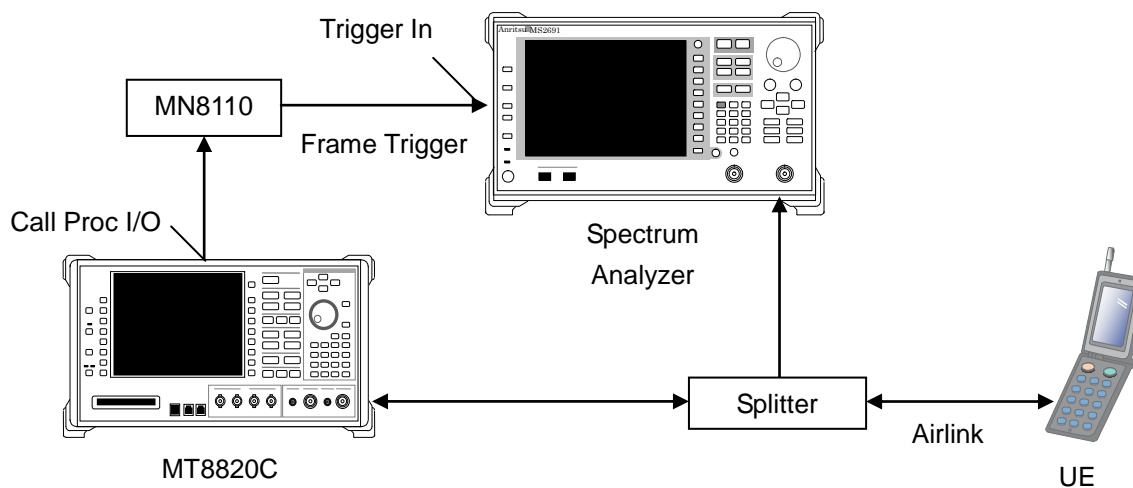 Trigger In
Anritsu MS2691
MN8110
Frame Trigger
Call Proc I/O
Spectrum
Analyzer
Splitter
Airlink
MT8820C
UE